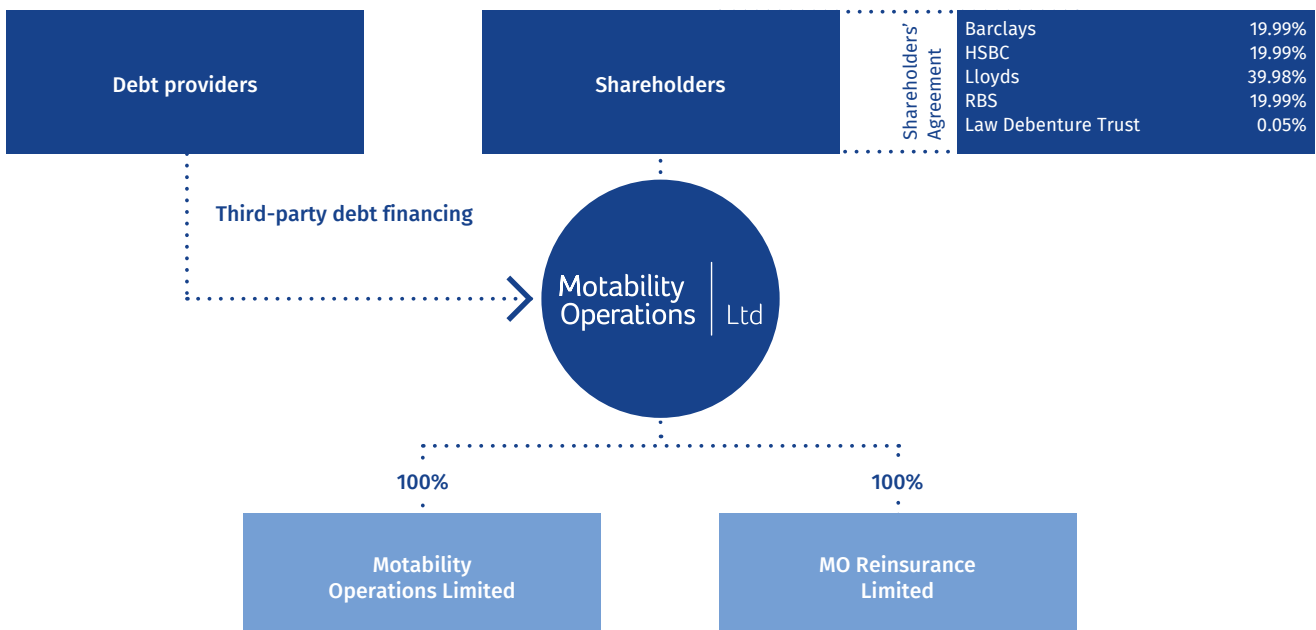 Debt providers
Shareholders
Shareholders'
Agreement
Barclays 19.99%
HSBC 19.99%
Lloyds 39.98%
RBS 19.99%
Law Debenture Trust 0.05%
Third-party debt financing
Motability
Operations
Ltd
100%
100%
Motability
Operations Limited
MO Reinsurance
Limited